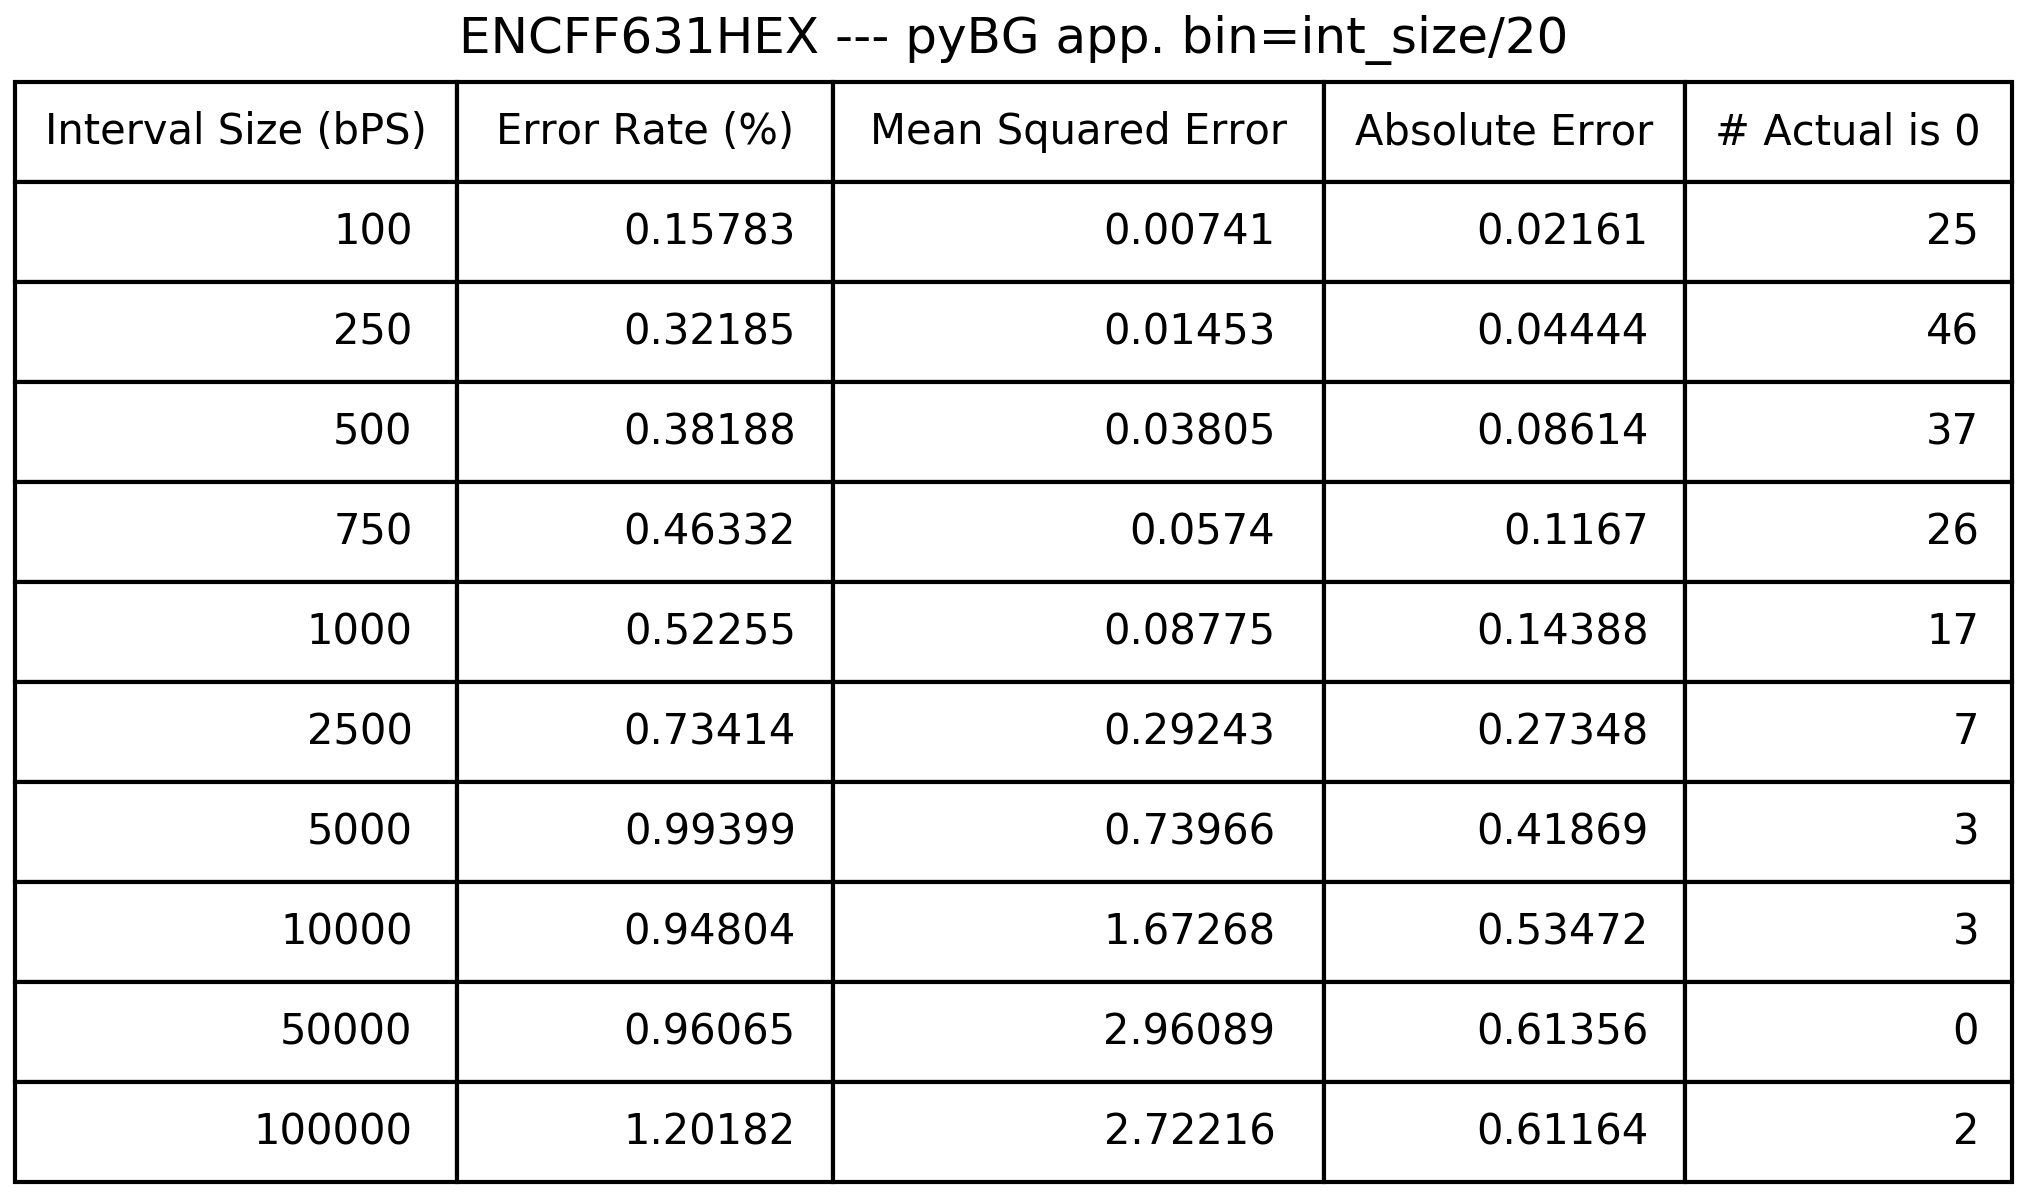 ENCFF631HEX --- pyBG app. bin=int_size/20
Interval Size (bPS) Error Rate (%) Mean Squared Error Absolute Error # Actual is 0
100 0.15783 0.00741 0.02161 25
250 0.32185 0.01453 0.04444 46
500 0.38188 0.03805 0.08614 37
750 0.46332 0.0574 0.1167 26
1000 0.52255 0.08775 0.14388 17
2500 0.73414 0.29243 0.27348 7
5000 0.99399 0.73966 0.41869 3
10000 0.94804 1.67268 0.53472 3
50000 0.96065 2.96089 0.61356 0
100000 1.20182 2.72216 0.61164 2